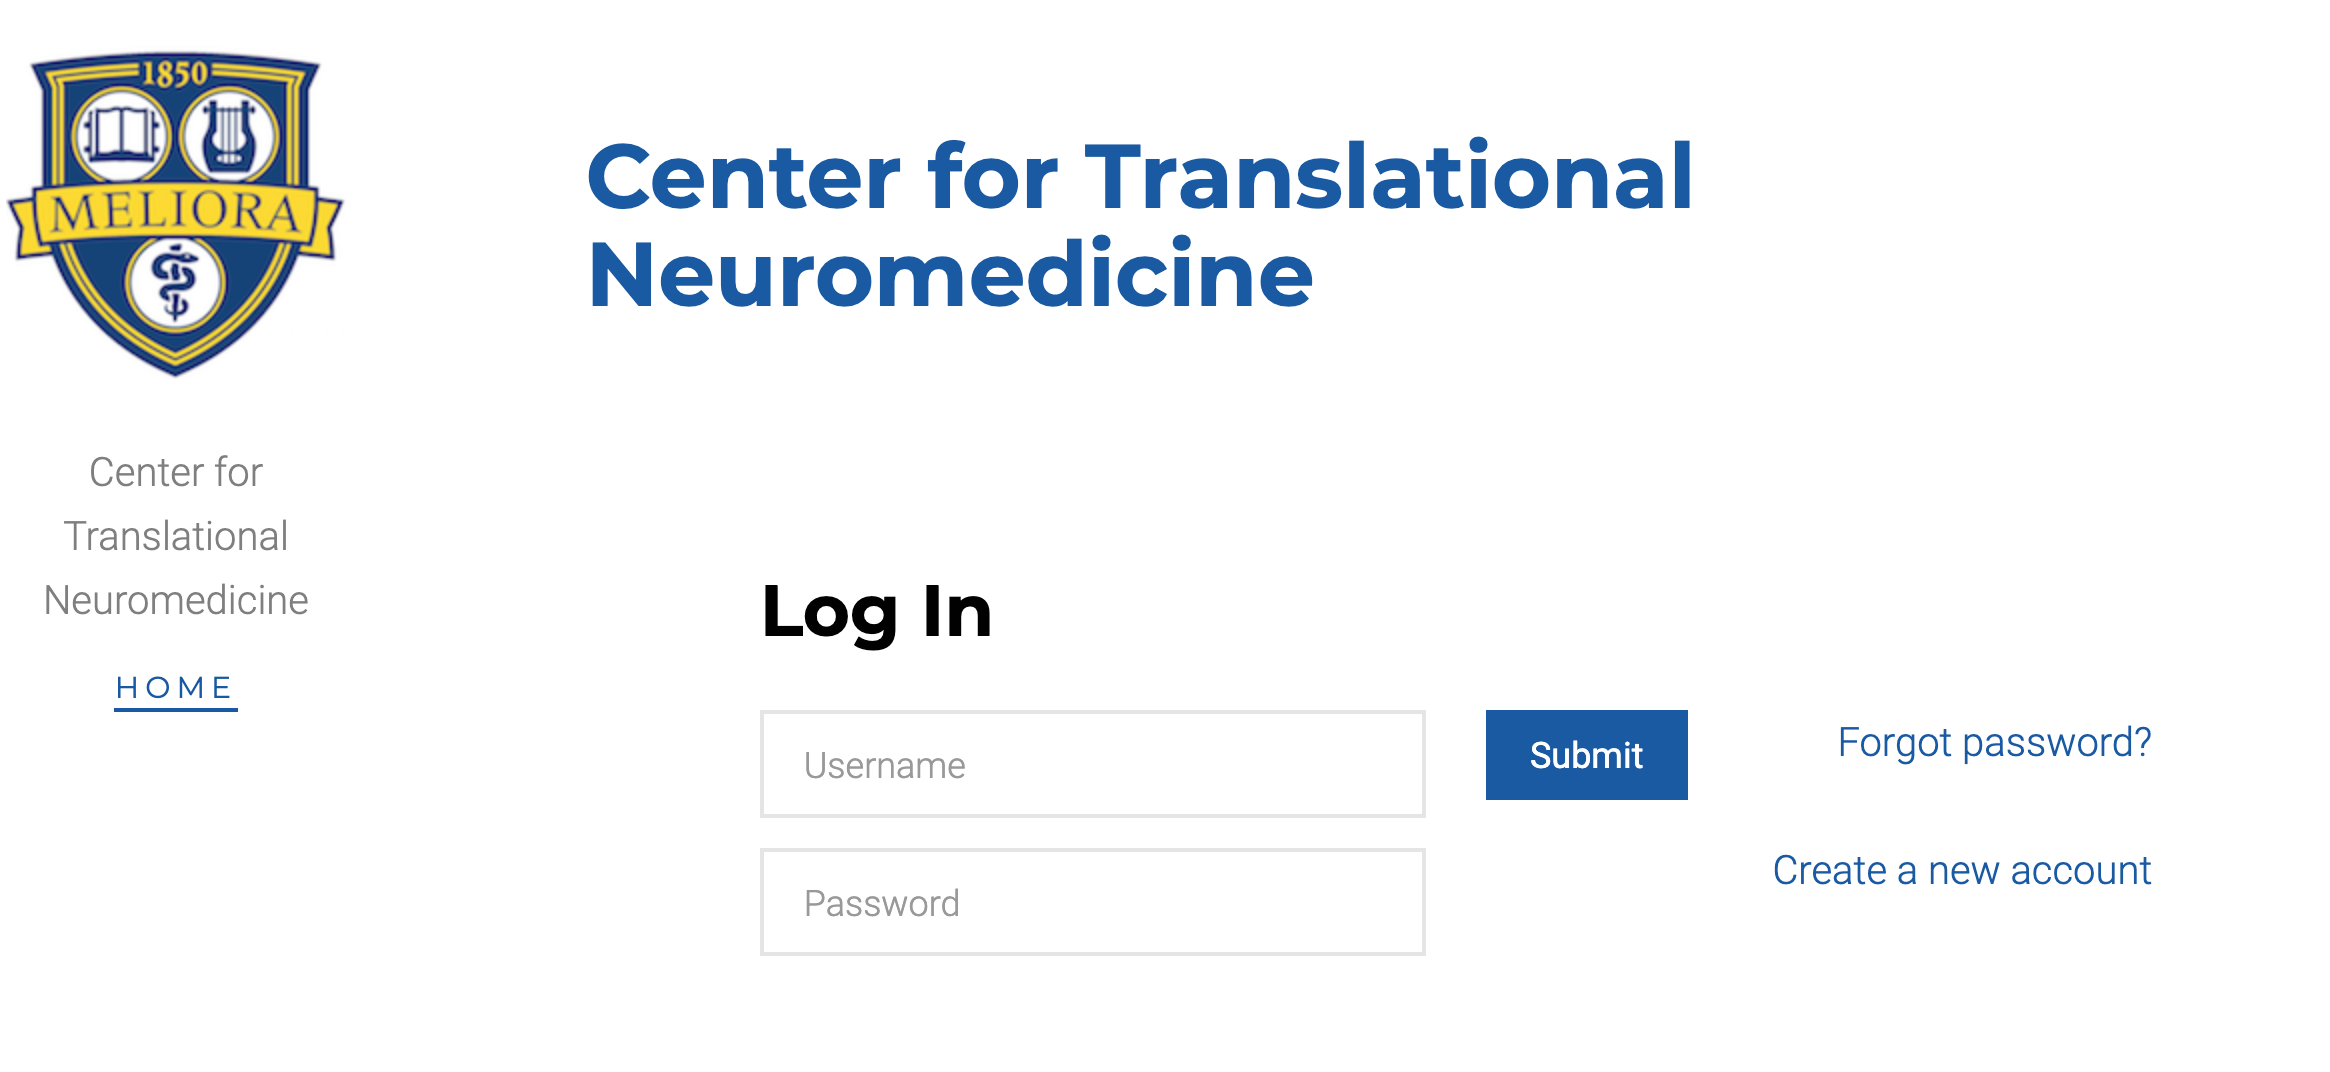 1850
MELIORA
Center for
Translational
Neuromedicine
HOME
Center for Translational
Neuromedicine
Log In
Username
Submit
Forgot password?
Password
Create a new account